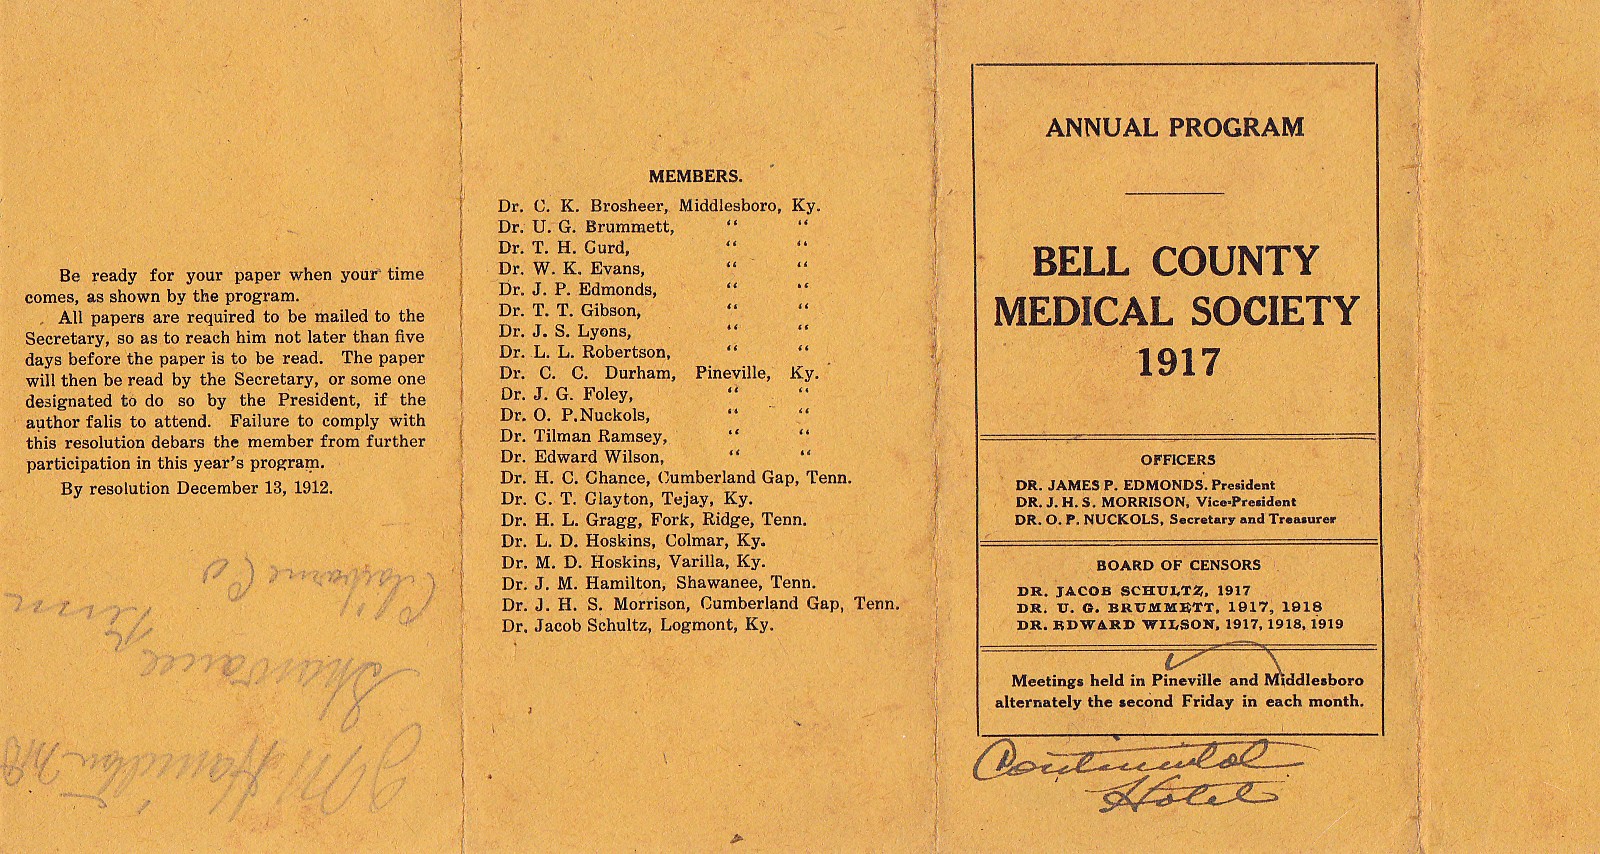 Be ready for your paper when your time
comes, as shown by the program.
All papers are required to be mailed to the
Secretary, so as to reach him not later than five
days before the paper is to be read. The paper
will then be read by the Secretary, or some one
designated to do so by the President, if the
author falis to attend. Failure to comply with
this resolution debars the member from further
participation in this year's program.
By resolution December 13, 1912.
J M Hamilton MD
Shawanee
Tenn
Claiborne Co
MEMBERS.
Dr. C. K. Brosheer, Middlesboro, Ky.
Dr. U. G. Brummett, “ “
Dr. T. H. Curd, “ “
Dr. W. K. Evans, “ “
Dr. J. P. Edmonds, “ “
Dr. T. T. Gibson, “ “
Dr. J. S. Lyons, “ “
Dr. L. L. Robertson, “ “
Dr. C. C. Durham, Pineville, Ky.
Dr. J. G. Foley, “ “
Dr. O. P. Nuckols, “ “
Dr. Tilman Ramsey, “ “
Dr. Edward Wilson, “ “
Dr. H. C. Chance, Cumberland Gap, Tenn.
Dr. C. T. Clayton, Tejay, Ky.
Dr. H. L. Gragg, Fork, Ridge, Tenn.
Dr. L. D. Hoskins, Colmar, Ky.
Dr. M. D. Hoskins, Varilla, Ky.
Dr. J. M. Hamilton, Shawanee, Tenn.
Dr. J. H. S. Morrison, Cumberland Gap, Tenn.
Dr. Jacob Schultz, Logmont, Ky.
ANNUAL PROGRAM
BELL COUNTY
MEDICAL SOCIETY
1917
OFFICERS
DR. JAMES P. EDMONDS. President
DR. J. H. S. MORRISON, Vice-President
DR. O. P. NUCKOLS, Secretary and Treasurer
BOARD OF CENSORS
DR. JACOB SCHULTZ, 1917
DR. U. G. BRUMMETT, 1917, 1918
DR. EDWARD WILSON, 1917, 1918, 1919
Meetings held in Pineville and Middlesboro
alternately the second Friday in each month.
Continental
Hotel